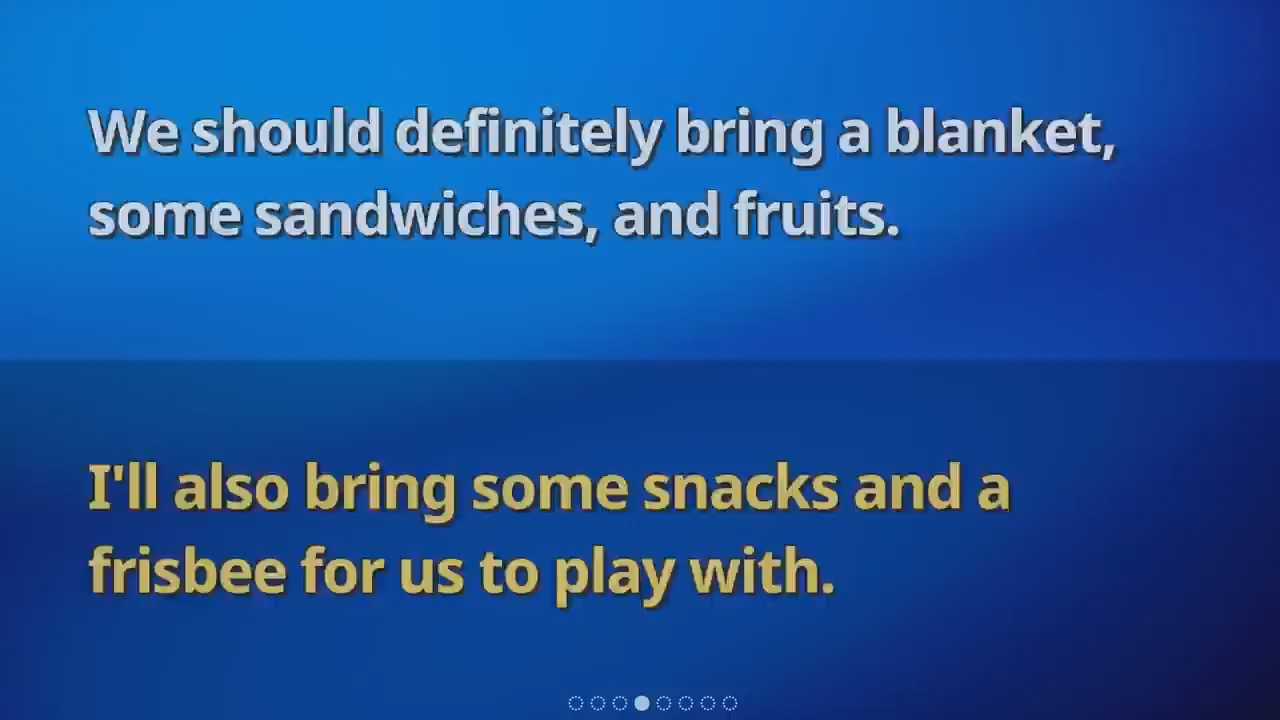 We should definitely bring a blanket,
some sandwiches, and fruits.
I'll also bring some snacks and a
frisbee for us to play with.